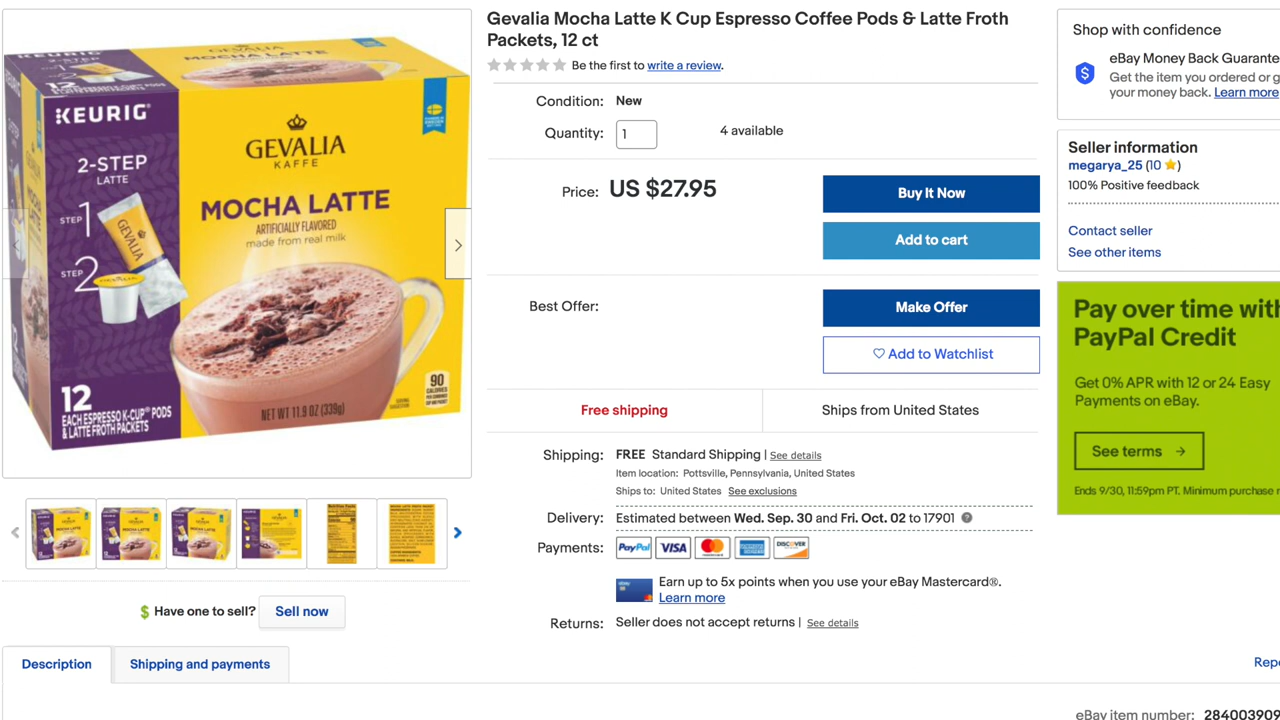 Gevalia Mocha Latte K Cup Espresso Coffee Pods & Latte Froth
Packets, 12 ct
Be the first to write a review.
Condition: New
Quantity: 1
4 available
Price: US $27.95
Buy It Now
Add to cart
Best Offer:
Make Offer
Add to Watchlist
Free shipping
Ships from United States
Shipping: FREE Standard Shipping | See details
Item location: Pottsville, Pennsylvania, United States
Ships to: United States See exclusions
Delivery: Estimated between Wed. Sep. 30 and Fri. Oct. 02 to 17901
Payments: PayPal VISA DISCOVER
Earn up to 5x points when you use your eBay Mastercard®.
Learn more
Returns: Seller does not accept returns | See details
KEURIG
2-STEP
LATTE
STEP 1
STEP 2
GEVALIA
KAFFE
MOCHA LATTE
ARTIFICIALLY FLAVORED
made from real milk
12
EACH ESPRESSO K-CUP® PODS
& LATTE FROTH PACKETS
NET WT 11.9 OZ (339g)
90
CALORIES
Have one to sell? Sell now
Description
Shipping and payments
Shop with confidence
eBay Money Back Guarante
Get the item you ordered or g
your money back. Learn more
Seller information
megarya_25 (10)
100% Positive feedback
Contact seller
See other items
Pay over time with
PayPal Credit
Get 0% APR with 12 or 24 Easy
Payments on eBay.
See terms
Ends 9/30, 11:59pm PT. Minimum purchase r
Repo
eBay item number: 284003909